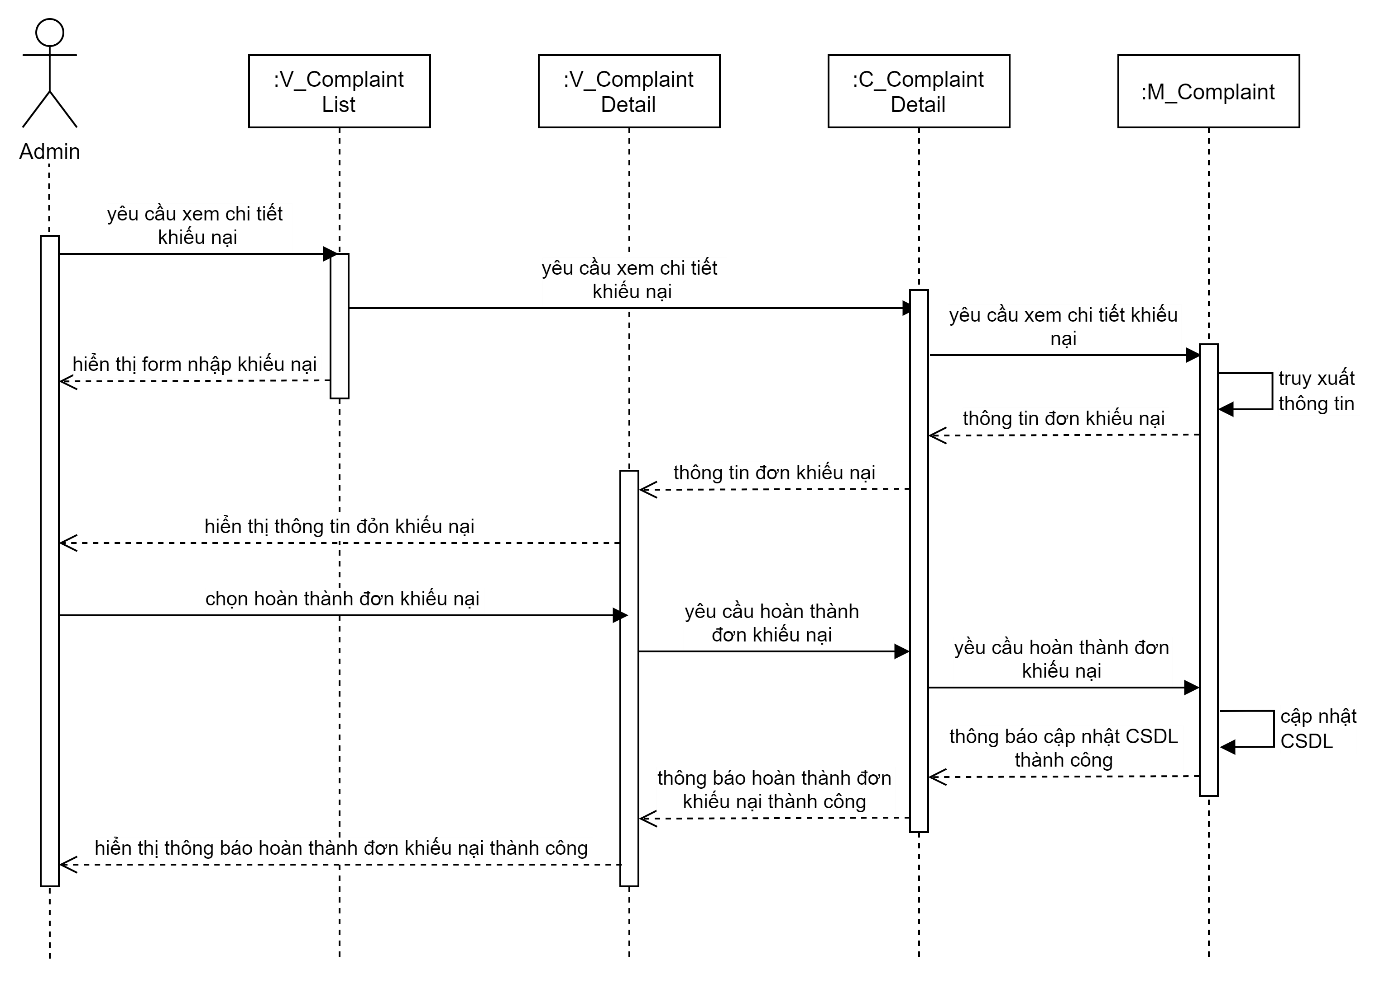 :V_Complaint
List
:V_Complaint
Detail
:C_Complaint
Detail
:M_Complaint
Admin
yêu cầu xem chi tiết
khiếu nại
yêu cầu xem chi tiết
khiếu nại
yêu cầu xem chi tiết khiếu
nại
hiển thị form nhập khiếu nại
truy xuất
thông tin
thông tin đơn khiếu nại
thông tin đơn khiếu nại
hiển thị thông tin đỏn khiếu nại
chọn hoàn thành đơn khiếu nại
yêu cầu hoàn thành
đơn khiếu nại
yều cầu hoàn thành đơn
khiếu nại
cập nhật
CSDL
thông báo cập nhật CSDL
thành công
thông báo hoàn thành đơn
khiếu nại thành công
hiển thị thông báo hoàn thành đơn khiếu nại thành công